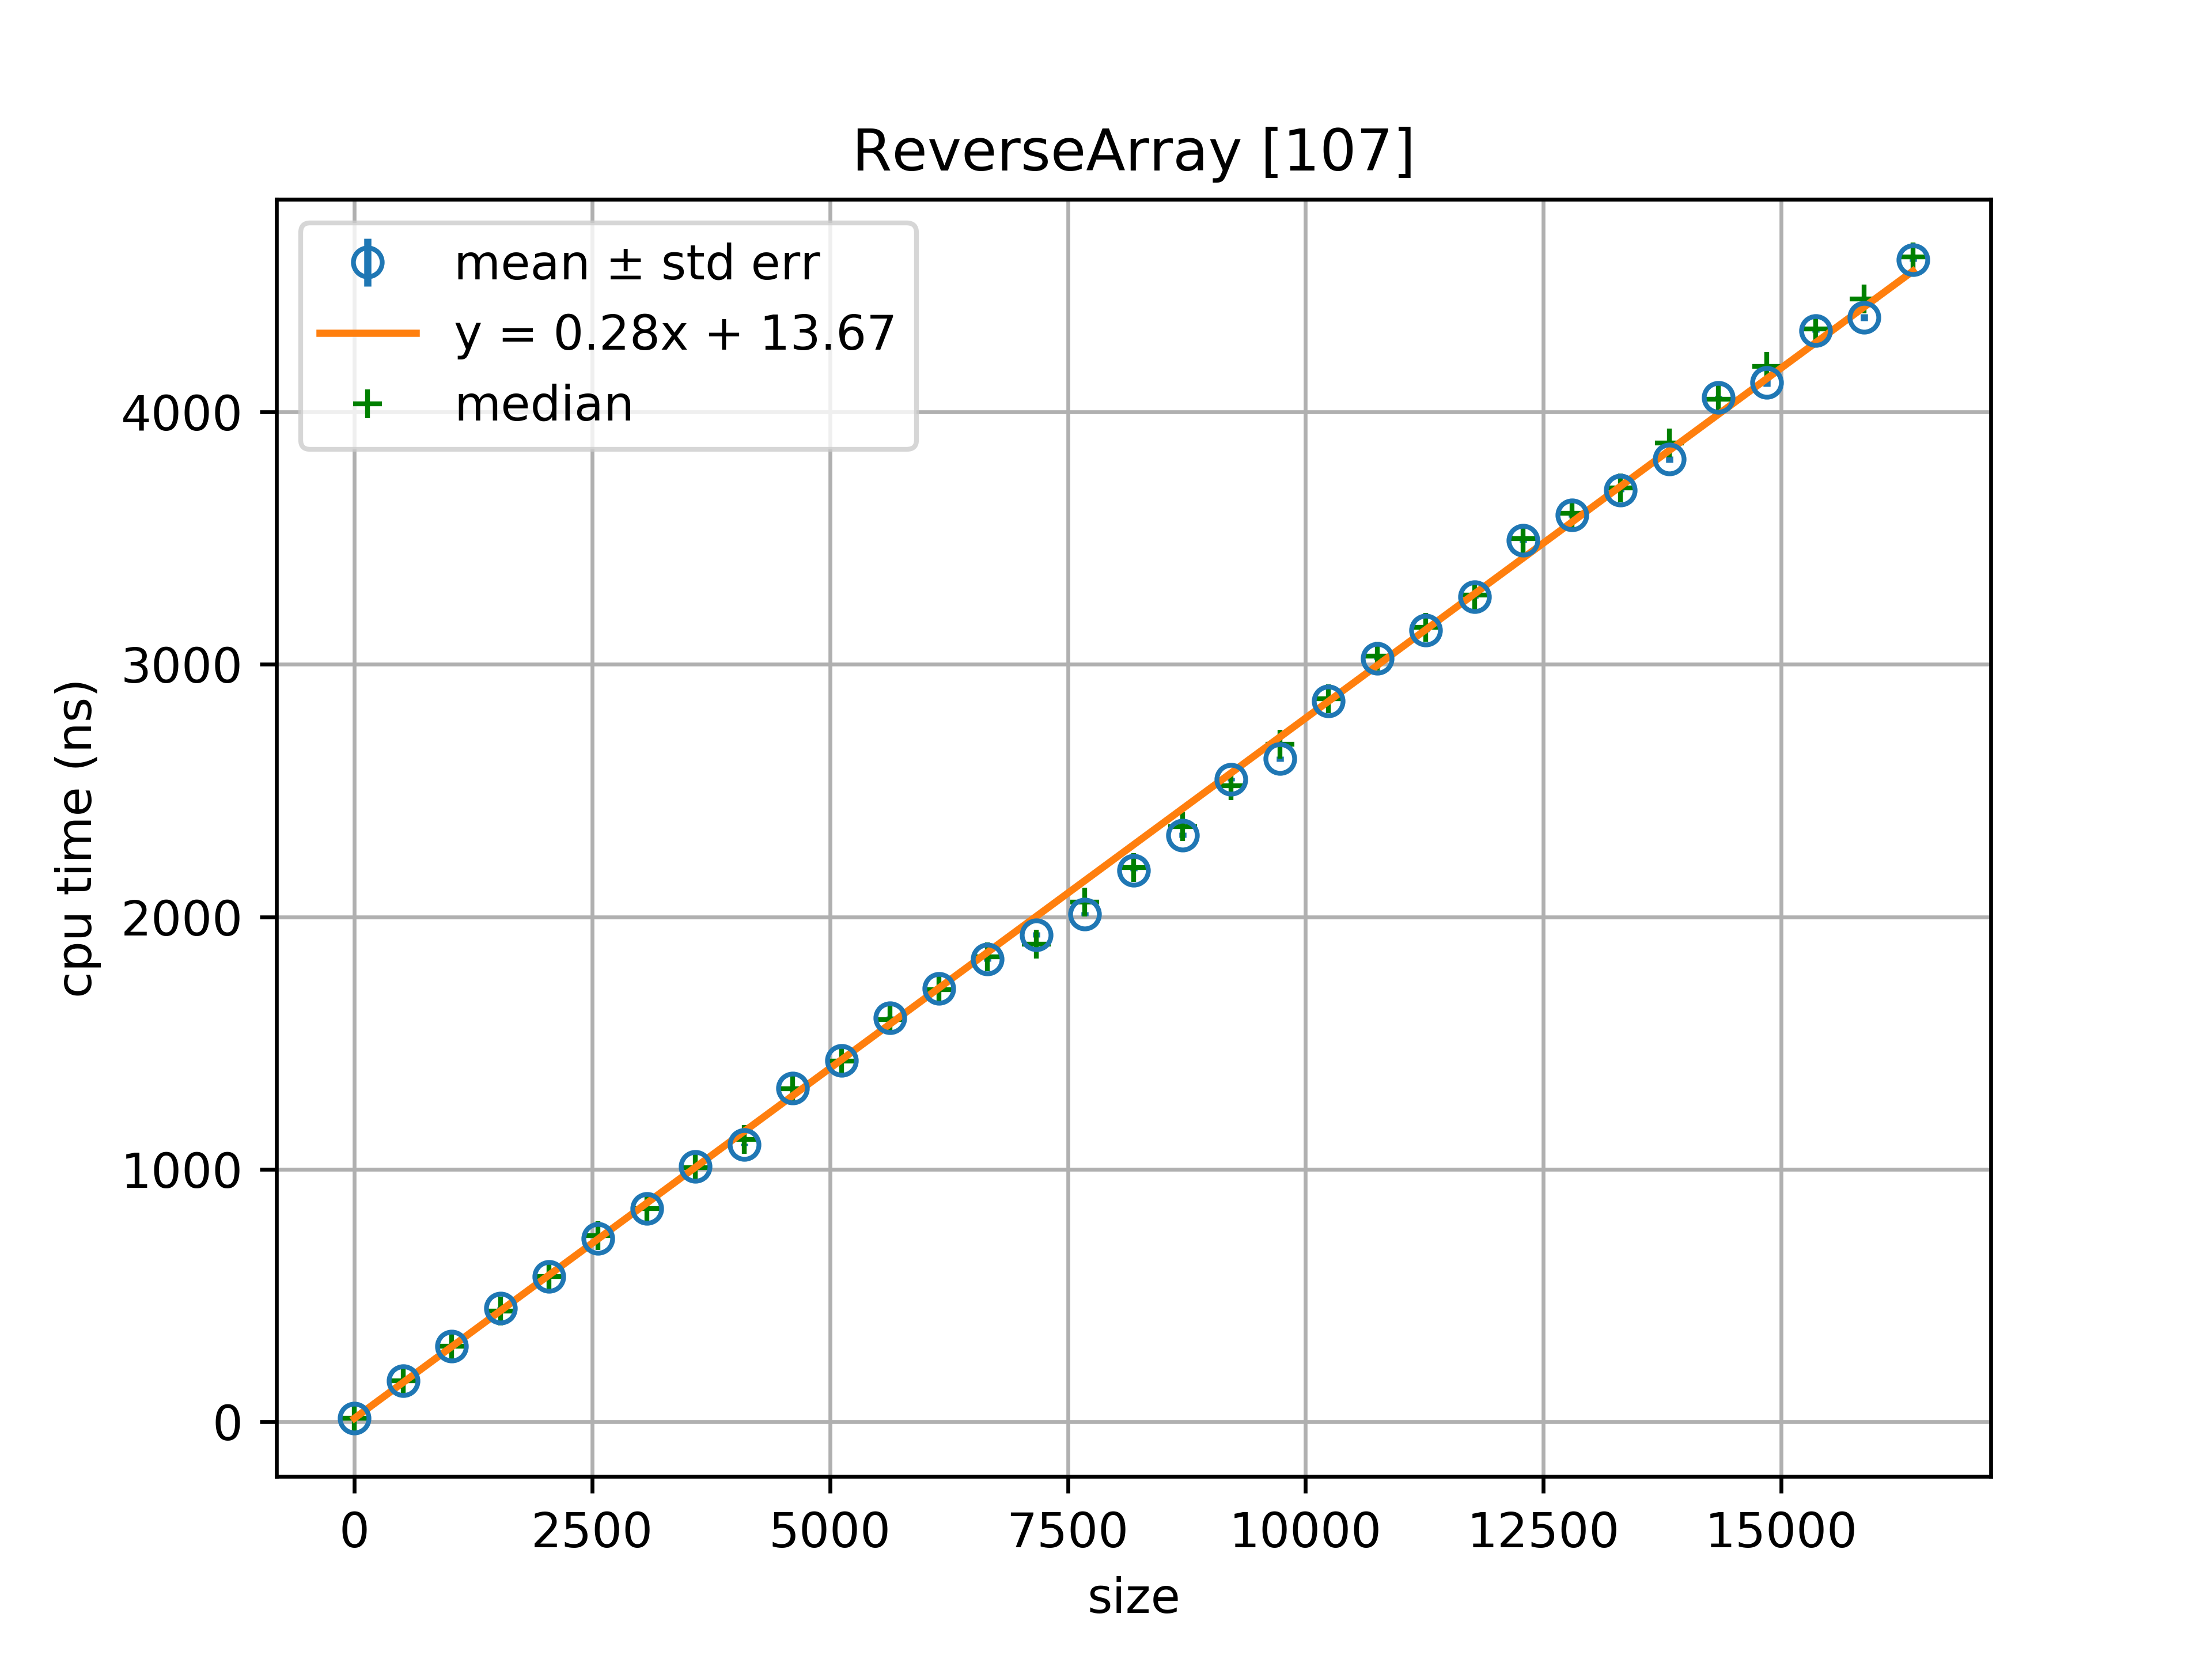 ReverseArray [107]
mean ± std err
y = 0.28x + 13.67
median
cpu time (ns)
4000
3000
2000
1000
0
0 2500 5000 7500 10000 12500 15000
size